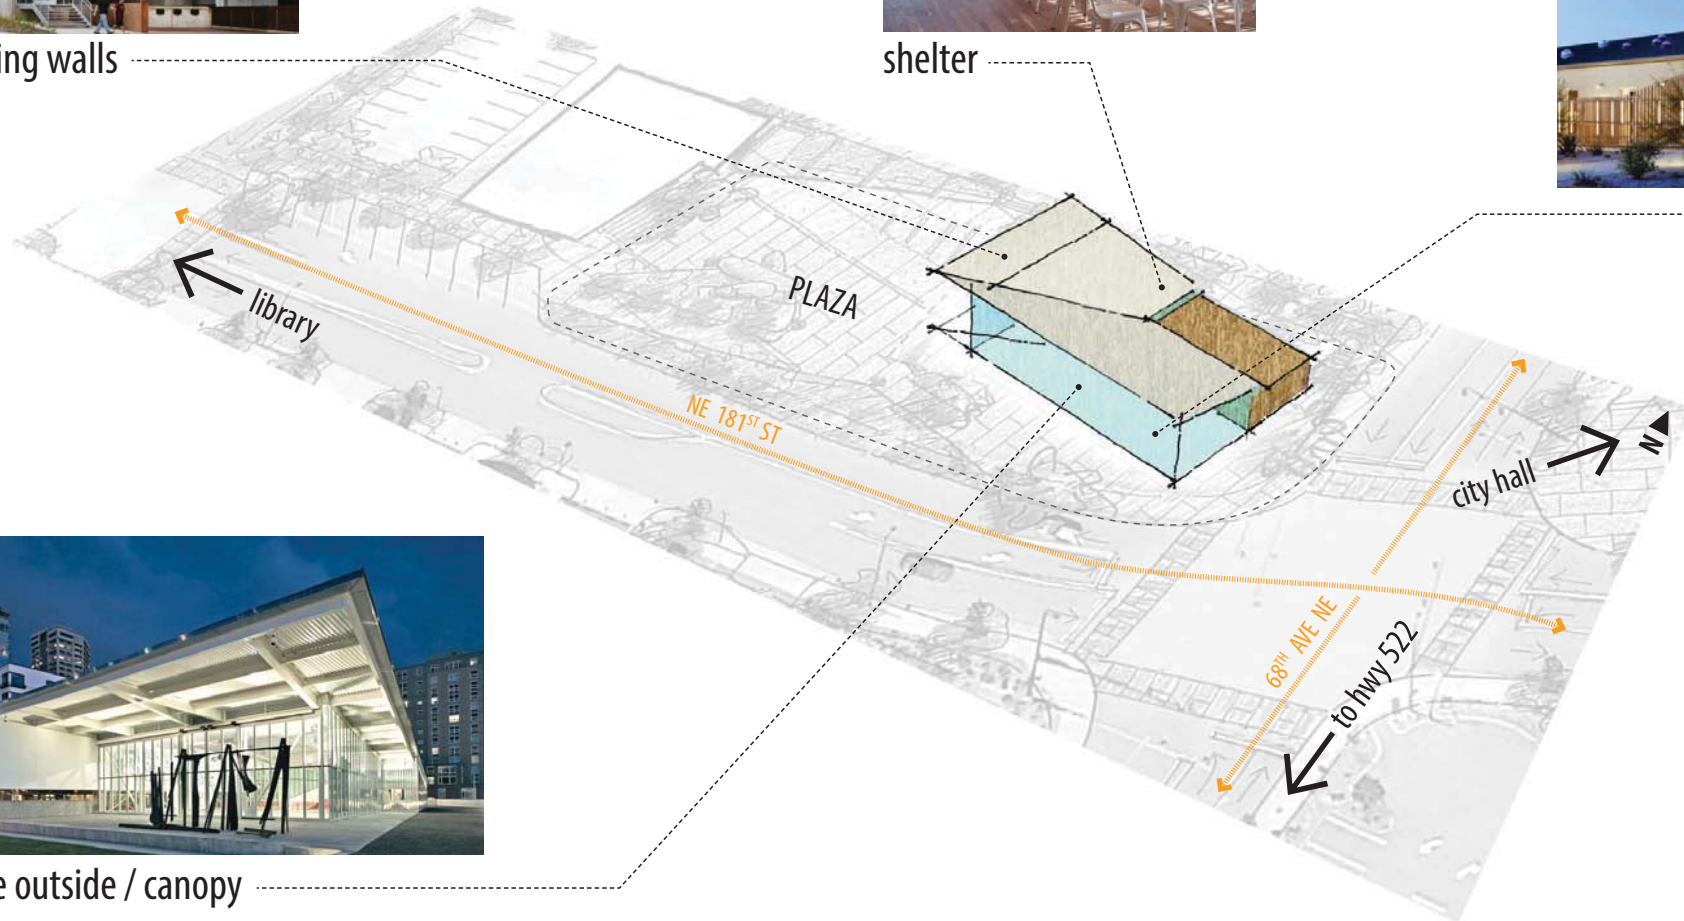 ing walls
shelter
library
PLAZA
NE 181ST ST
city hall
N
68TH AVE NE
to hwy 522
e outside / canopy